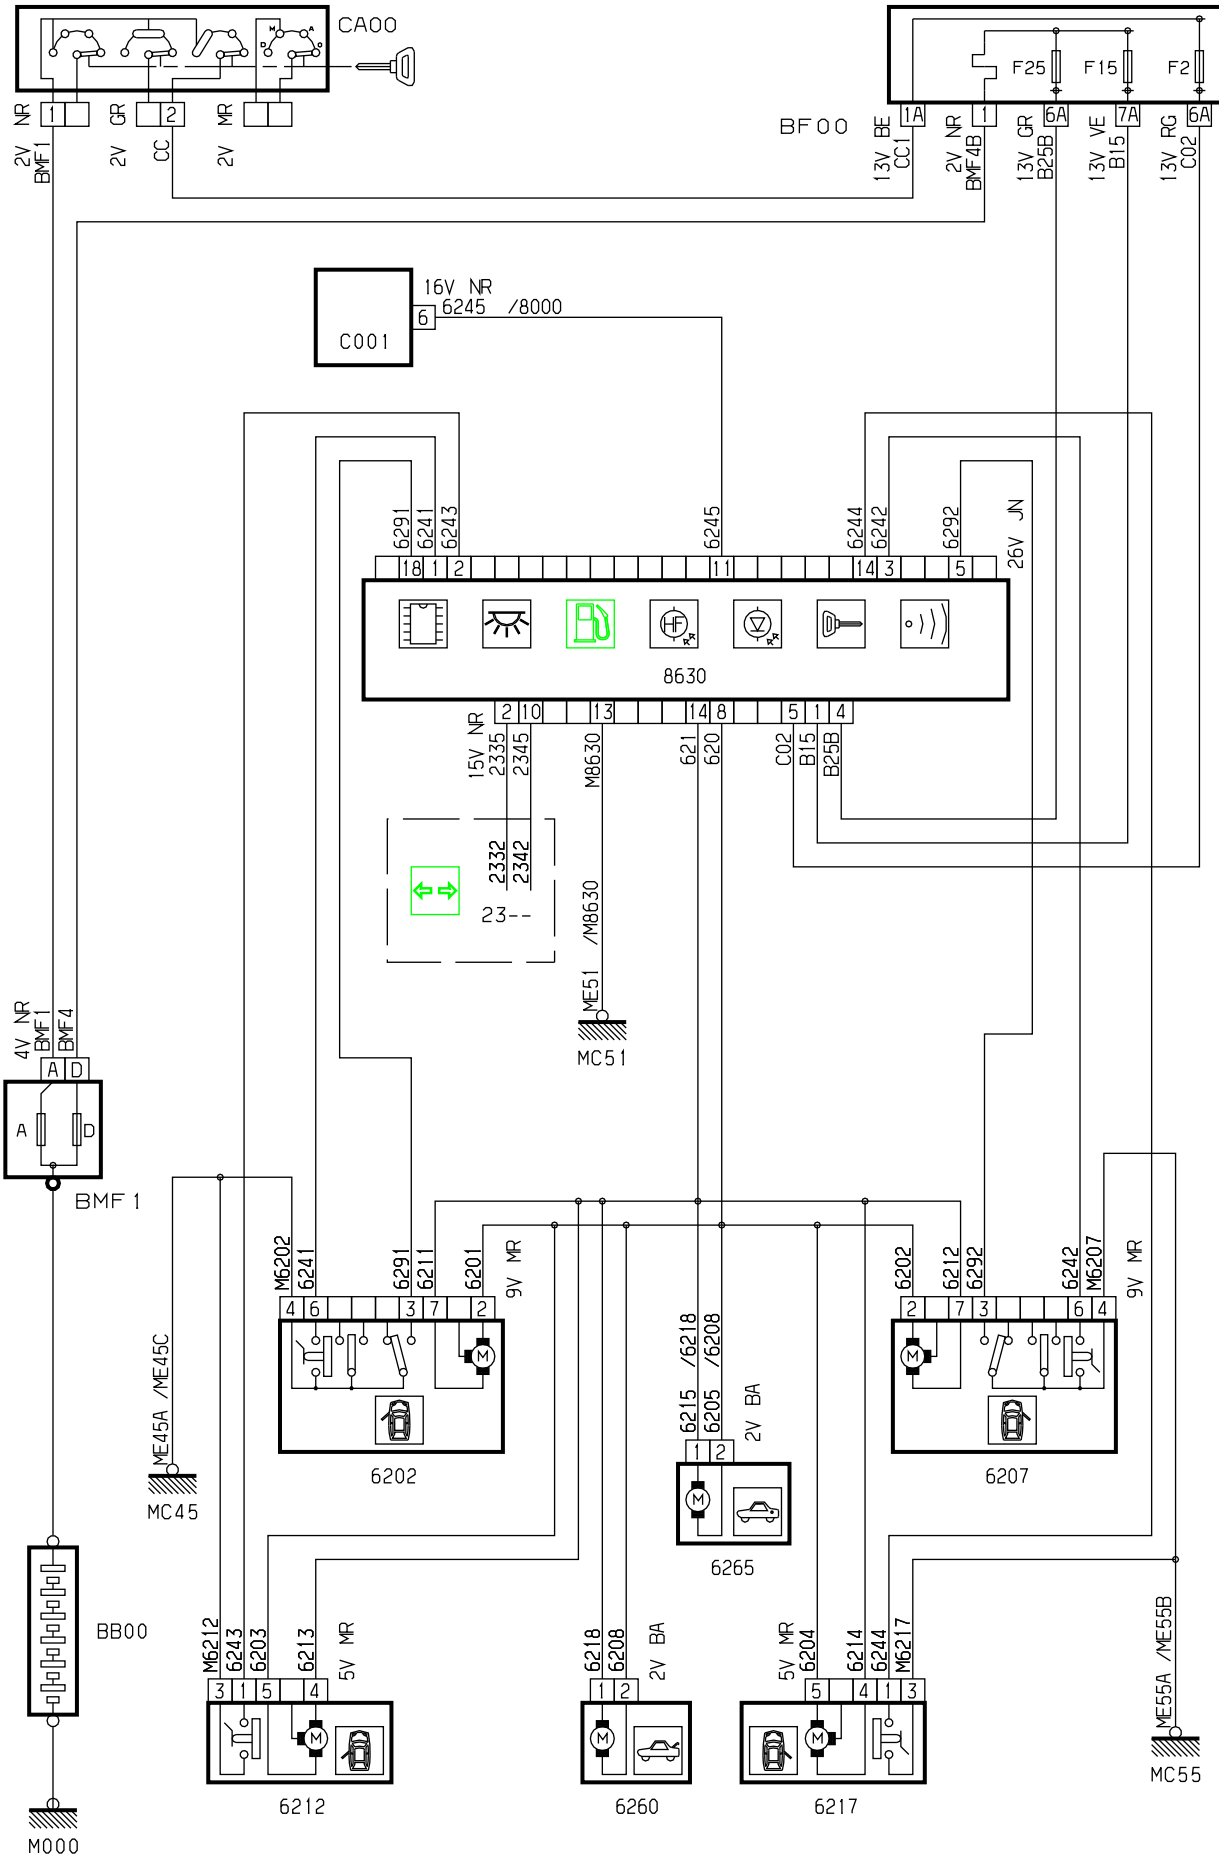 CA00
M
A
D
O
1
2
2V NR
BMF1
2V GR
CC
2V MR
F25
F15
F2
BF00
1A
1
6A
7A
6A
13V BE
CC1
2V NR
BMF4B
13V GR
B25B
13V VE
B15
13V RG
C02
C001
6
16V NR
6245 /8000
6291
6241
6243
6245
6244
6242
6292
26V JN
18
1
2
11
14
3
5
HF
8630
2
10
13
14
8
5
1
4
15V NR
2335
2345
M8630
621
620
C02
B15
B25B
2332
2342
23--
ME51 /M8630
MC51
4V NR
BMF1
BMF4
A
D
A
D
BMF1
M6202
6241
6291
6211
6201
9V MR
4
6
3
7
2
M
6202
6202
6212
6292
6242
M6207
9V MR
2
7
3
6
4
M
6207
ME45A /ME45C
MC45
6215 /6218
6205 /6208
2V BA
1
2
M
6265
BB00
M6212
6243
6203
6213
5V MR
3
1
5
4
M
6212
6218
6208
2V BA
1
2
M
6260
5V MR
6204
6214
6244
M6217
5
4
1
3
M
6217
ME55A /ME55B
MC55
M000